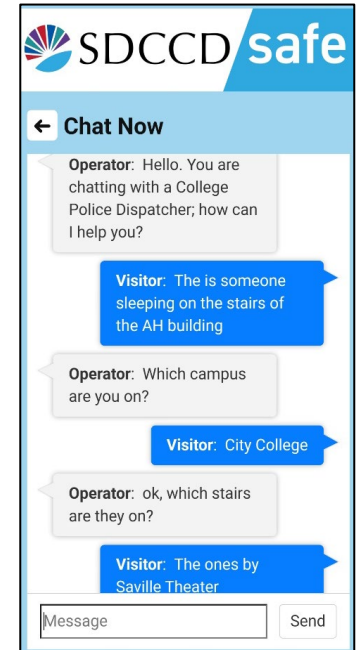 SDCCD safe
← Chat Now
Operator: Hello. You are
chatting with a College
Police Dispatcher; how can
I help you?
Visitor: The is someone
sleeping on the stairs of
the AH building
Operator: Which campus
are you on?
Visitor: City College
Operator: ok, which stairs
are they on?
Visitor: The ones by
Saville Theater
Message
Send